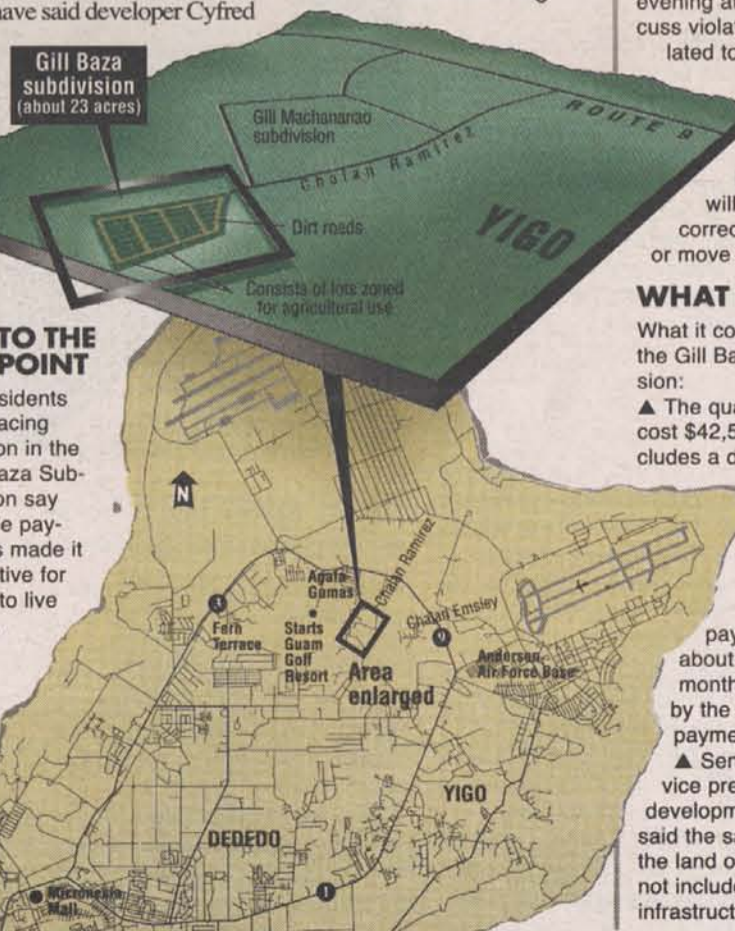 have said developer Cyfred
evening at
cuss violat
lated to
Gill Baza
subdivision
(about 23 acres)
Gill Machananao
subdivision
ROUTE 9
Chalan Ramirez
YIGO
Dirt roads
Consists of lots zoned
for agricultural use
will
correc
or move
TO THE
POINT
sidents
acing
on in the
aza Sub-
on say
e pay-
s made it
tive for
to live
WHAT
What it co
the Gill Ba
sion:
▲ The qua
cost $42,5
cludes a d
pay
about
month
by the
payme
▲ Sen
vice pre
developm
said the sa
the land o
not include
infrastruct
N
Chalan Ramirez
Agafa
Gumas
3
Fern
Terrace
Starts
Guam
Golf
Resort
Chalan Emsley
9
Andersen
Air Force Base
Area
enlarged
YIGO
DEDEDO
1
Micronesia
Mall